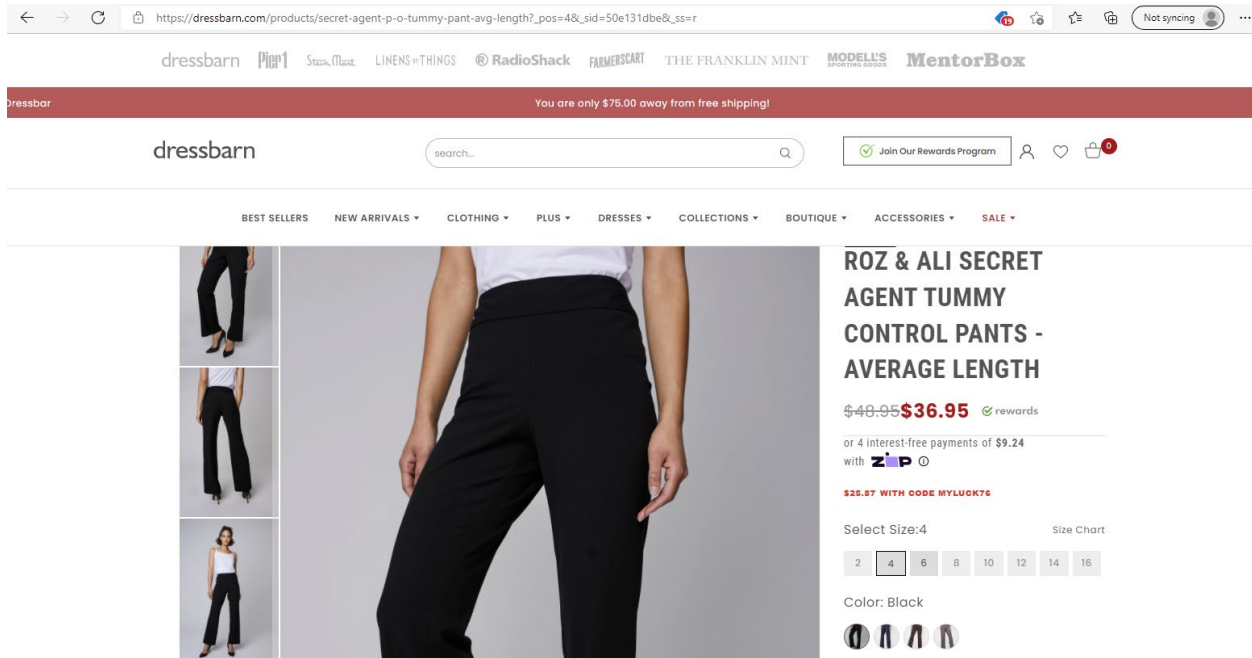 https://dressbarn.com/products/secret-agent-p-o-tummy-pant-avg-length?_pos=4&_sid=50e131dbe&_ss=r
19
Not syncing
dressbarn Pier1 Stein Mart LINENS N THINGS ® RadioShack FARMERSCART THE FRANKLIN MINT MODELL'S SPORTING GOODS MentorBox
Dressbar
You are only $75.00 away from free shipping!
dressbarn
search...
Join Our Rewards Program
0
BEST SELLERS NEW ARRIVALS CLOTHING PLUS DRESSES COLLECTIONS BOUTIQUE ACCESSORIES SALE
ROZ & ALI SECRET
AGENT TUMMY
CONTROL PANTS -
AVERAGE LENGTH
$48.95 $36.95 rewards
or 4 interest-free payments of $9.24
with ZIP
$25.87 WITH CODE MYLUCK76
Select Size:4 Size Chart
2 4 6 8 10 12 14 16
Color: Black